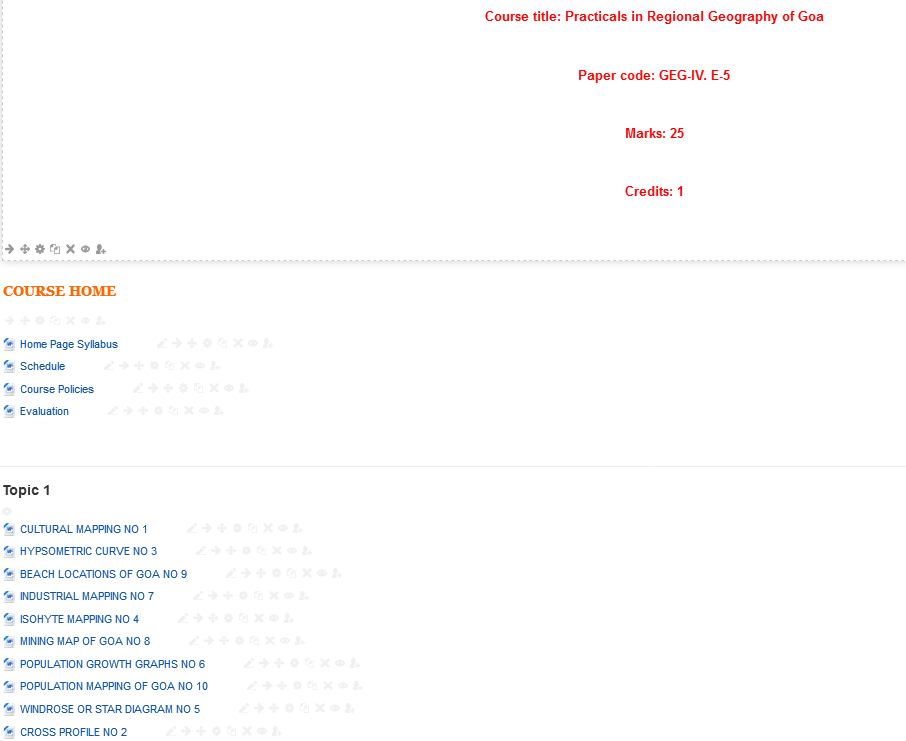 Course title: Practicals in Regional Geography of Goa
Paper code: GEG-IV. E-5
Marks: 25
Credits: 1
COURSE HOME
Home Page Syllabus
Schedule
Course Policies
Evaluation
Topic 1
CULTURAL MAPPING NO 1
HYPSOMETRIC CURVE NO 3
BEACH LOCATIONS OF GOA NO 9
INDUSTRIAL MAPPING NO 7
ISOHYTE MAPPING NO 4
MINING MAP OF GOA NO 8
POPULATION GROWTH GRAPHS NO 6
POPULATION MAPPING OF GOA NO 10
WINDROSE OR STAR DIAGRAM NO 5
CROSS PROFILE NO 2